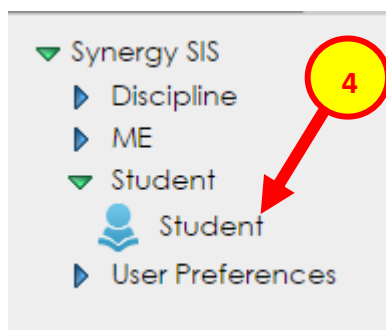 Synergy SIS
Discipline
4
ME
Student
Student
User Preferences